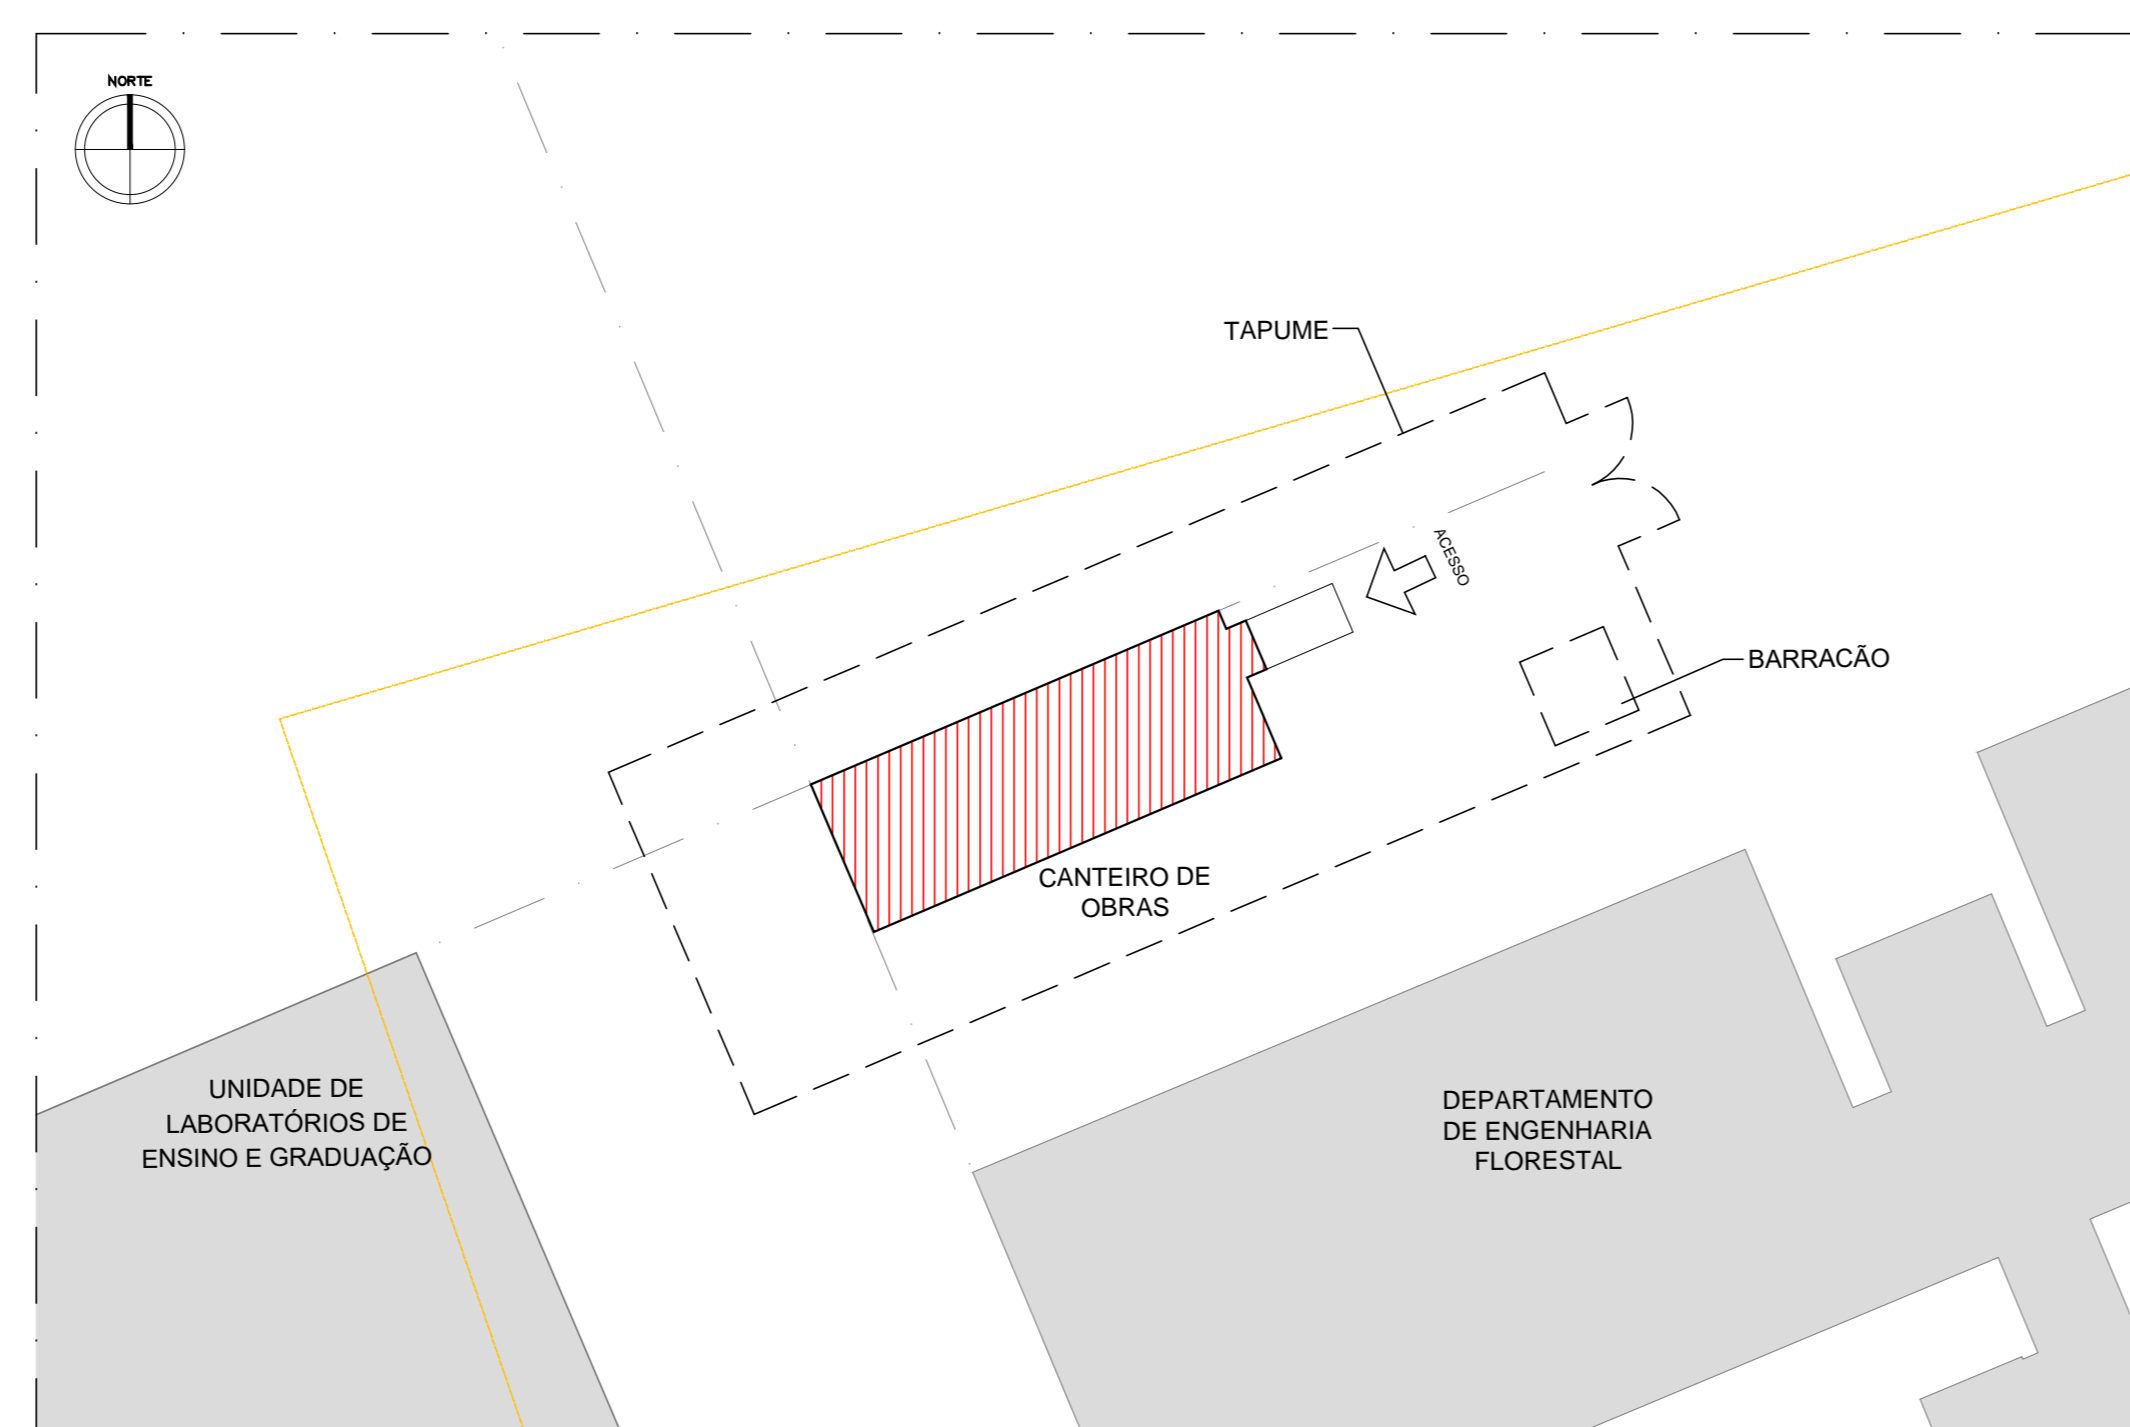 NORTE
TAPUME
ACESSO
BARRACÃO
CANTEIRO DE
OBRAS
UNIDADE DE
LABORATÓRIOS DE
ENSINO E GRADUAÇÃO
DEPARTAMENTO
DE ENGENHARIA
FLORESTAL